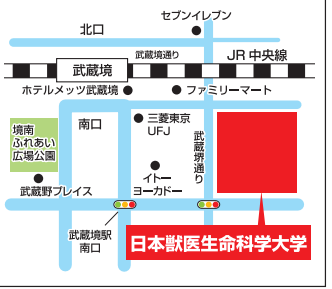 セブンイレブン
北口
武蔵境通り
JR 中央線
武蔵境
ホテルメッツ武蔵境
ファミリーマート
南口
三菱東京
UFJ
境南
ふれあい
広場公園
武蔵堺通り
イトー
ヨーカドー
武蔵野プレイス
武蔵境駅
南口
日本獣医生命科学大学